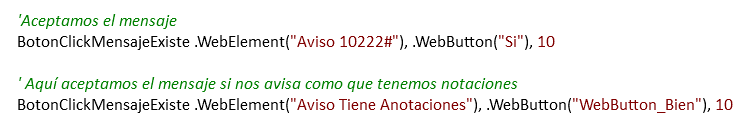 'Aceptamos el mensaje
BotonClickMensajeExiste .WebElement("Aviso 10222#"), .WebButton("Si"), 10
' Aquí aceptamos el mensaje si nos avisa como que tenemos notaciones
BotonClickMensajeExiste .WebElement("Aviso Tiene Anotaciones"), .WebButton("WebButton_Bien"), 10